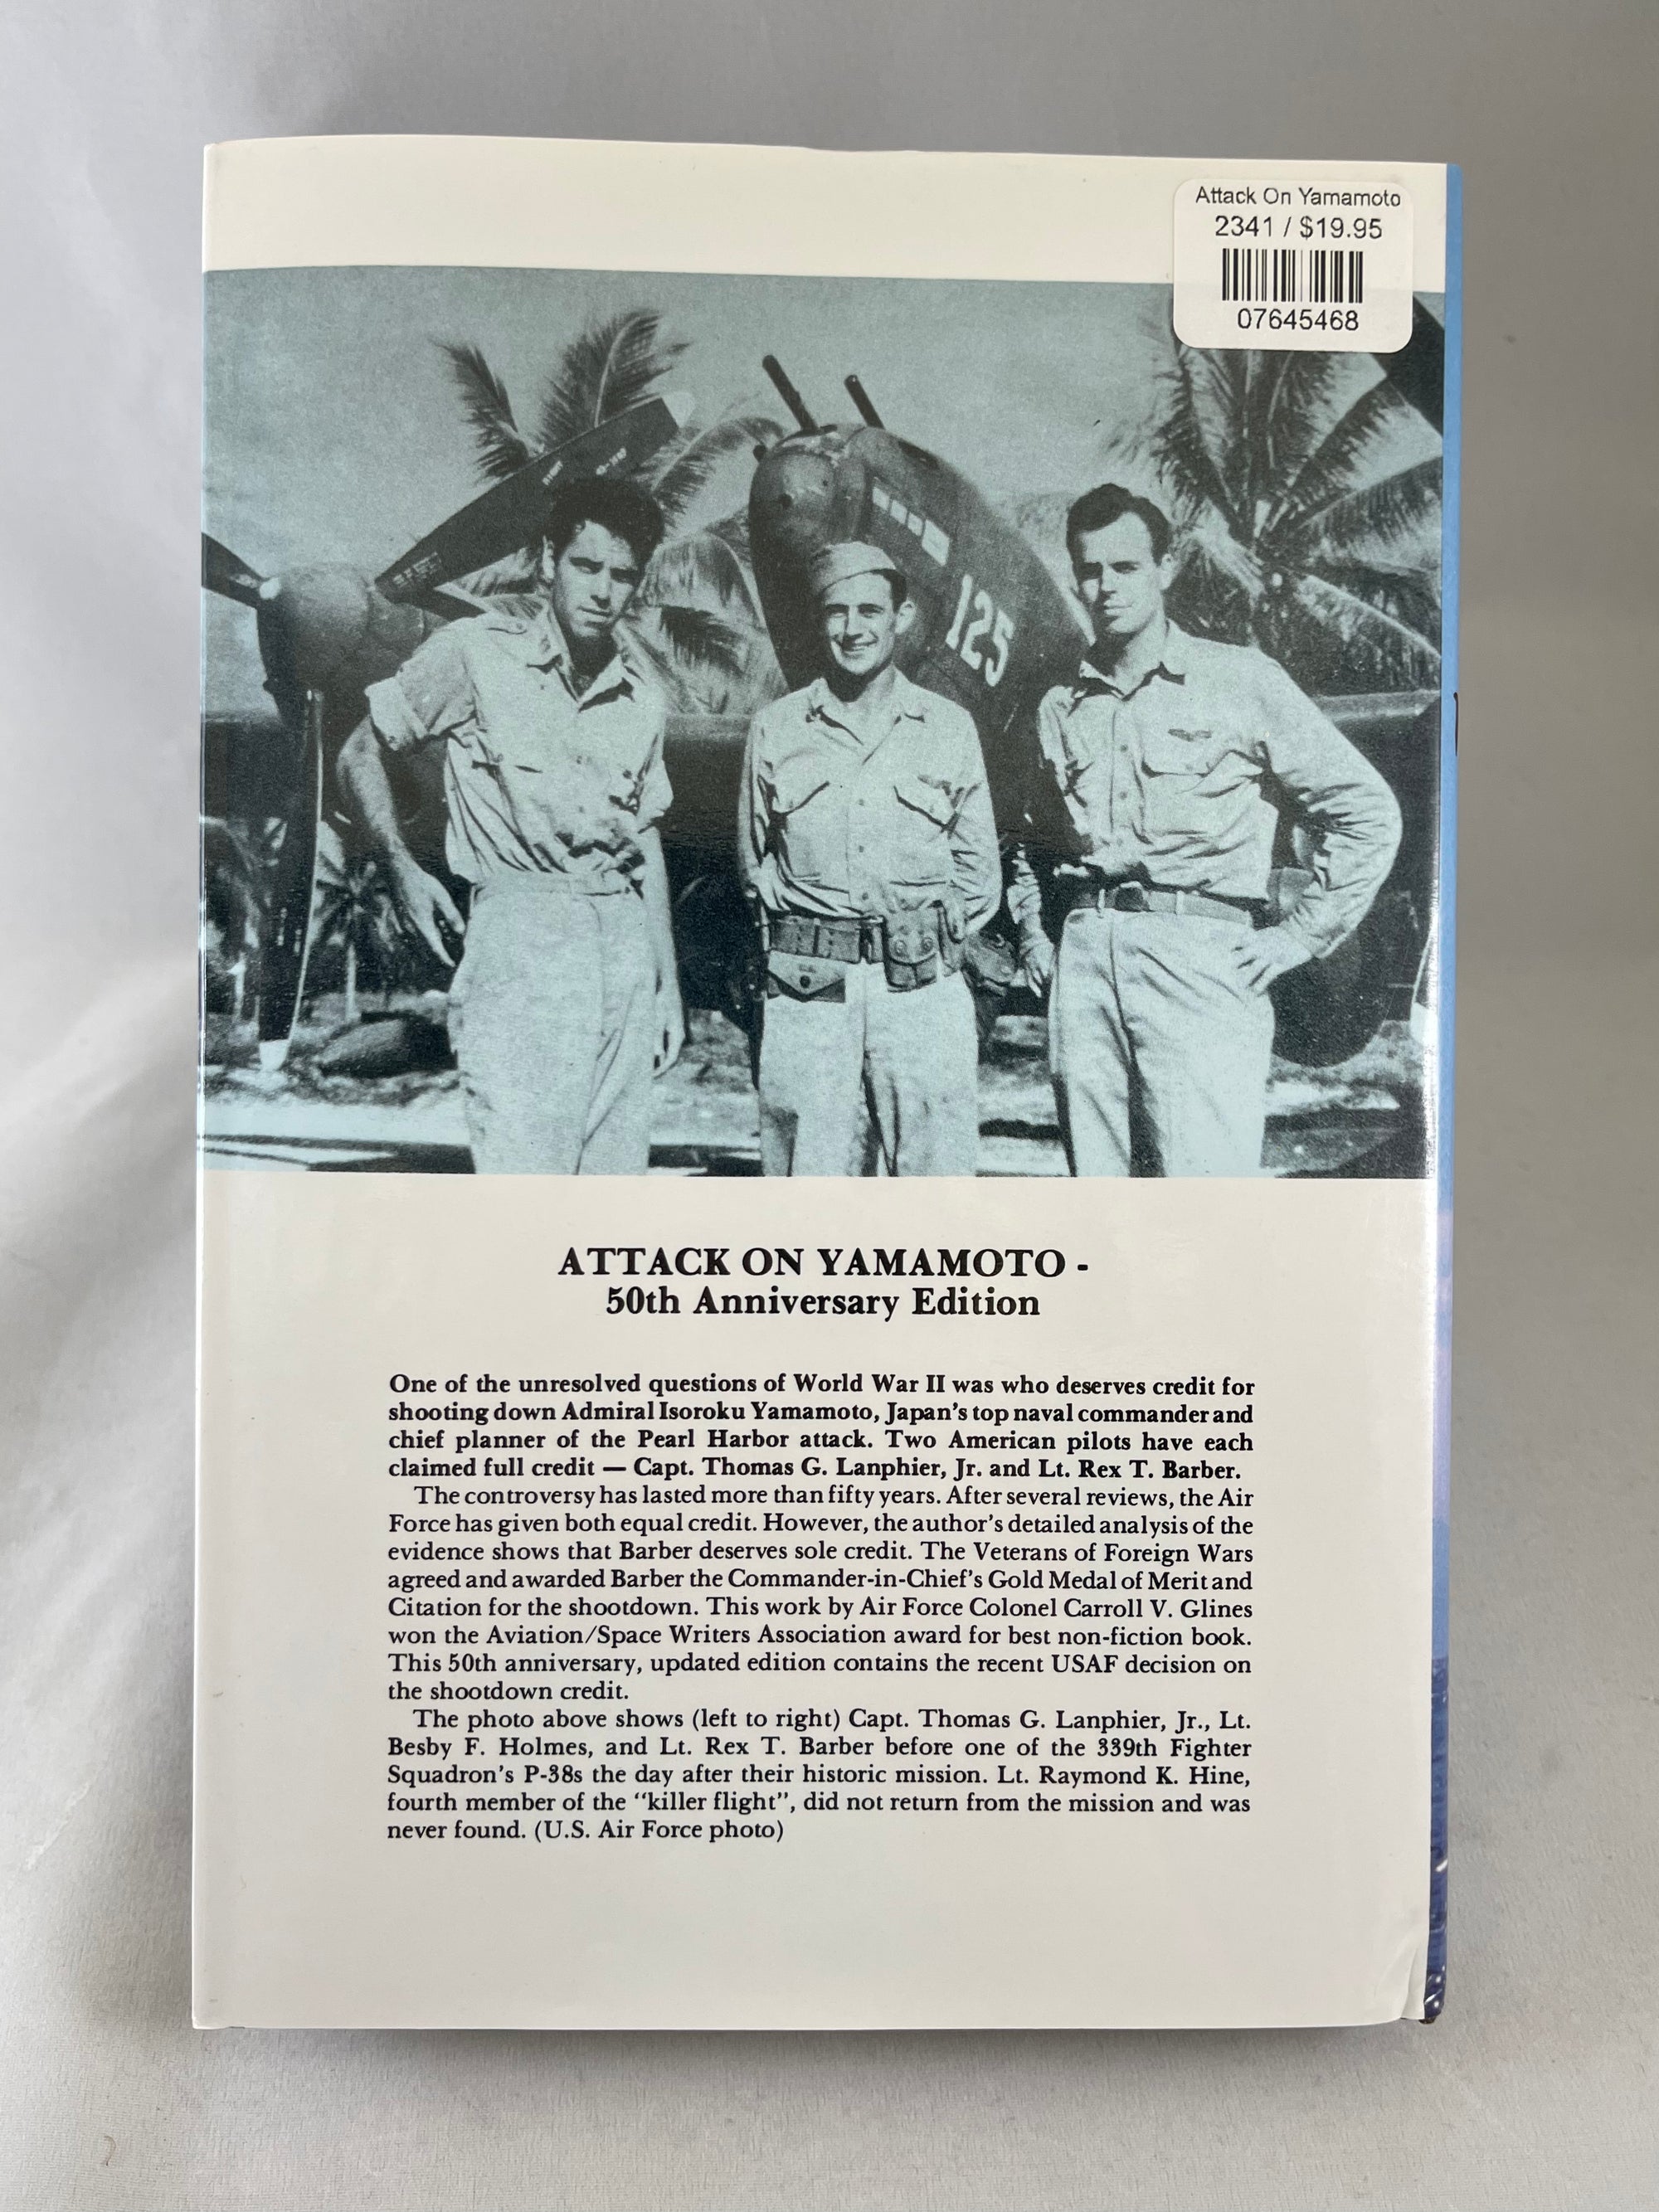 Attack On Yamamoto
2341 / $19.95
07645468
125
ATTACK ON YAMAMOTO -
50th Anniversary Edition
One of the unresolved questions of World War II was who deserves credit for
shooting down Admiral Isoroku Yamamoto, Japan's top naval commander and
chief planner of the Pearl Harbor attack. Two American pilots have each
claimed full credit — Capt. Thomas G. Lanphier, Jr. and Lt. Rex T. Barber.
The controversy has lasted more than fifty years. After several reviews, the Air
Force has given both equal credit. However, the author's detailed analysis of the
evidence shows that Barber deserves sole credit. The Veterans of Foreign Wars
agreed and awarded Barber the Commander-in-Chief's Gold Medal of Merit and
Citation for the shootdown. This work by Air Force Colonel Carroll V. Glines
won the Aviation/Space Writers Association award for best non-fiction book.
This 50th anniversary, updated edition contains the recent USAF decision on
the shootdown credit.
The photo above shows (left to right) Capt. Thomas G. Lanphier, Jr., Lt.
Besby F. Holmes, and Lt. Rex T. Barber before one of the 339th Fighter
Squadron's P-38s the day after their historic mission. Lt. Raymond K. Hine,
fourth member of the "killer flight", did not return from the mission and was
never found. (U.S. Air Force photo)